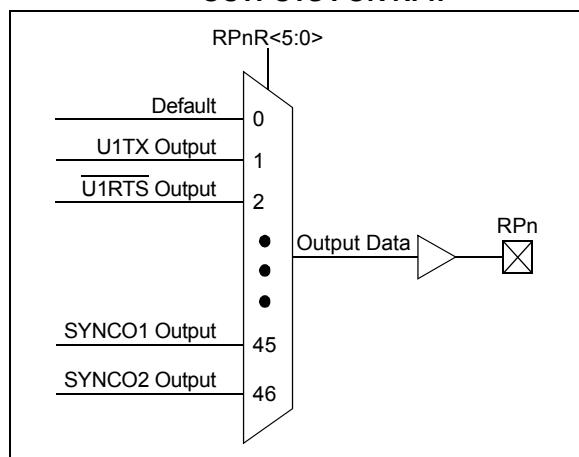 RPnR<5:0>
Default
0
U1TX Output
1
U1RTS Output
2
Output Data
RPn
SYNCO1 Output
45
SYNCO2 Output
46